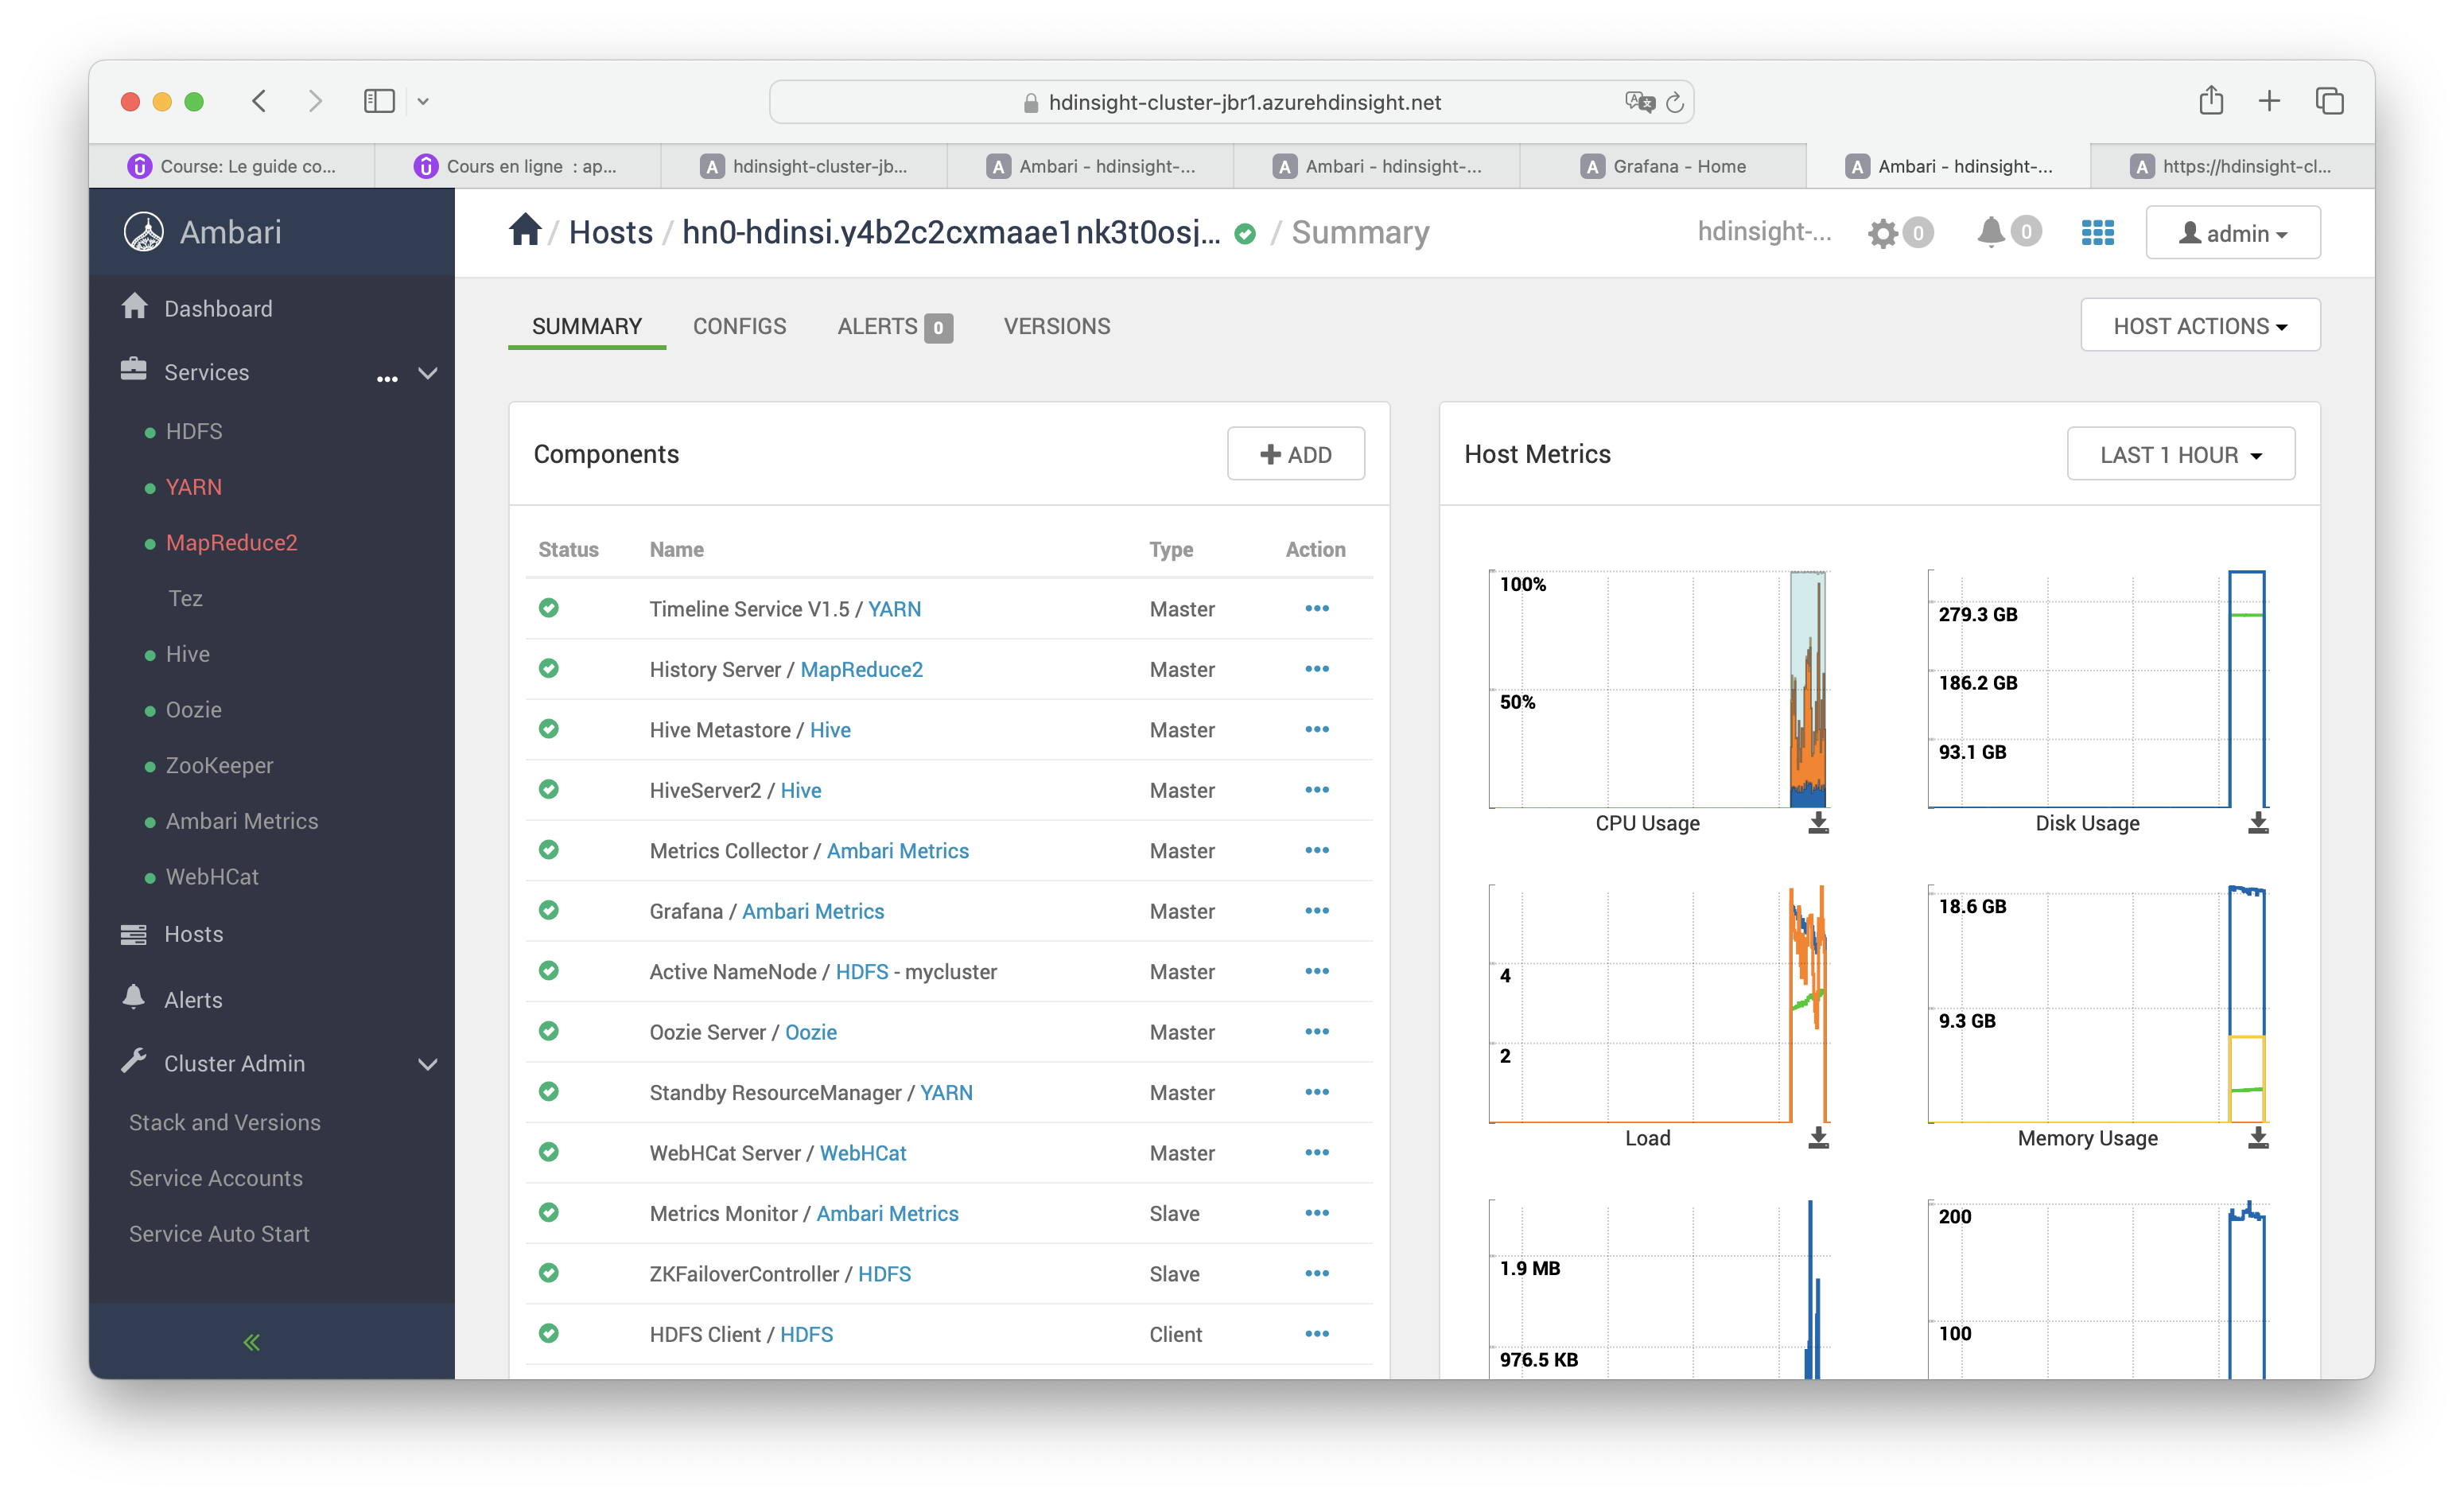 hdinsight-cluster-jbr1.azurehdinsight.net
Course: Le guide co...
Cours en ligne : ap...
A hdinsight-cluster-jb...
A Ambari - hdinsight-...
A Ambari - hdinsight-...
A Grafana - Home
A Ambari - hdinsight-...
A https://hdinsight-cl...
Ambari
/ Hosts / hn0-hdinsi.y4b2c2cxmaae1nk3t0osj... / Summary
hdinsight-... 0 0 admin
Dashboard
Services ...
HDFS
YARN
MapReduce2
Tez
Hive
Oozie
ZooKeeper
Ambari Metrics
WebHCat
Hosts
Alerts
Cluster Admin
Stack and Versions
Service Accounts
Service Auto Start
SUMMARY CONFIGS ALERTS 0 VERSIONS
HOST ACTIONS
Components
ADD
Status Name Type Action
Timeline Service V1.5 / YARN Master ...
History Server / MapReduce2 Master ...
Hive Metastore / Hive Master ...
HiveServer2 / Hive Master ...
Metrics Collector / Ambari Metrics Master ...
Grafana / Ambari Metrics Master ...
Active NameNode / HDFS - mycluster Master ...
Oozie Server / Oozie Master ...
Standby ResourceManager / YARN Master ...
WebHCat Server / WebHCat Master ...
Metrics Monitor / Ambari Metrics Slave ...
ZKFailoverController / HDFS Slave ...
HDFS Client / HDFS Client ...
Host Metrics
LAST 1 HOUR
100%
50%
CPU Usage
279.3 GB
186.2 GB
93.1 GB
Disk Usage
4
2
Load
18.6 GB
9.3 GB
Memory Usage
1.9 MB
976.5 KB
200
100